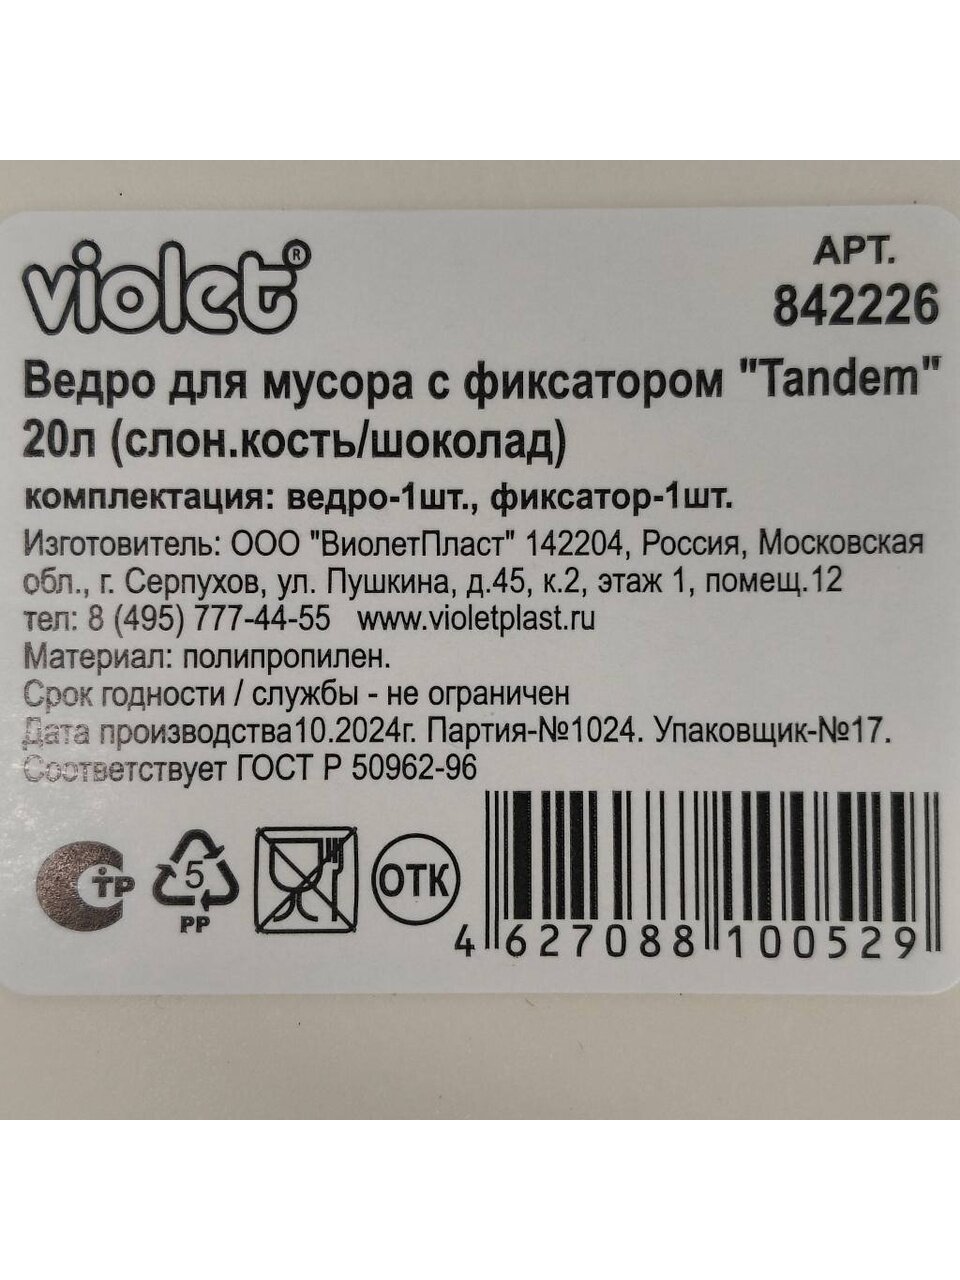 violet®
АРТ.
842226
Ведро для мусора с фиксатором "Tandem"
20л (слон.кость/шоколад)
комплектация: ведро-1шт., фиксатор-1шт.
Изготовитель: ООО "ВиолетПласт" 142204, Россия, Московская
обл., г. Серпухов, ул. Пушкина, д.45, к.2, этаж 1, помещ.12
тел: 8 (495) 777-44-55 www.violetplast.ru
Материал: полипропилен.
Срок годности / службы - не ограничен
Дата производства10.2024г. Партия-№1024. Упаковщик-№17.
Соответствует ГОСТ Р 50962-96
СТР
5
PP
ОТК
4 627088 100529